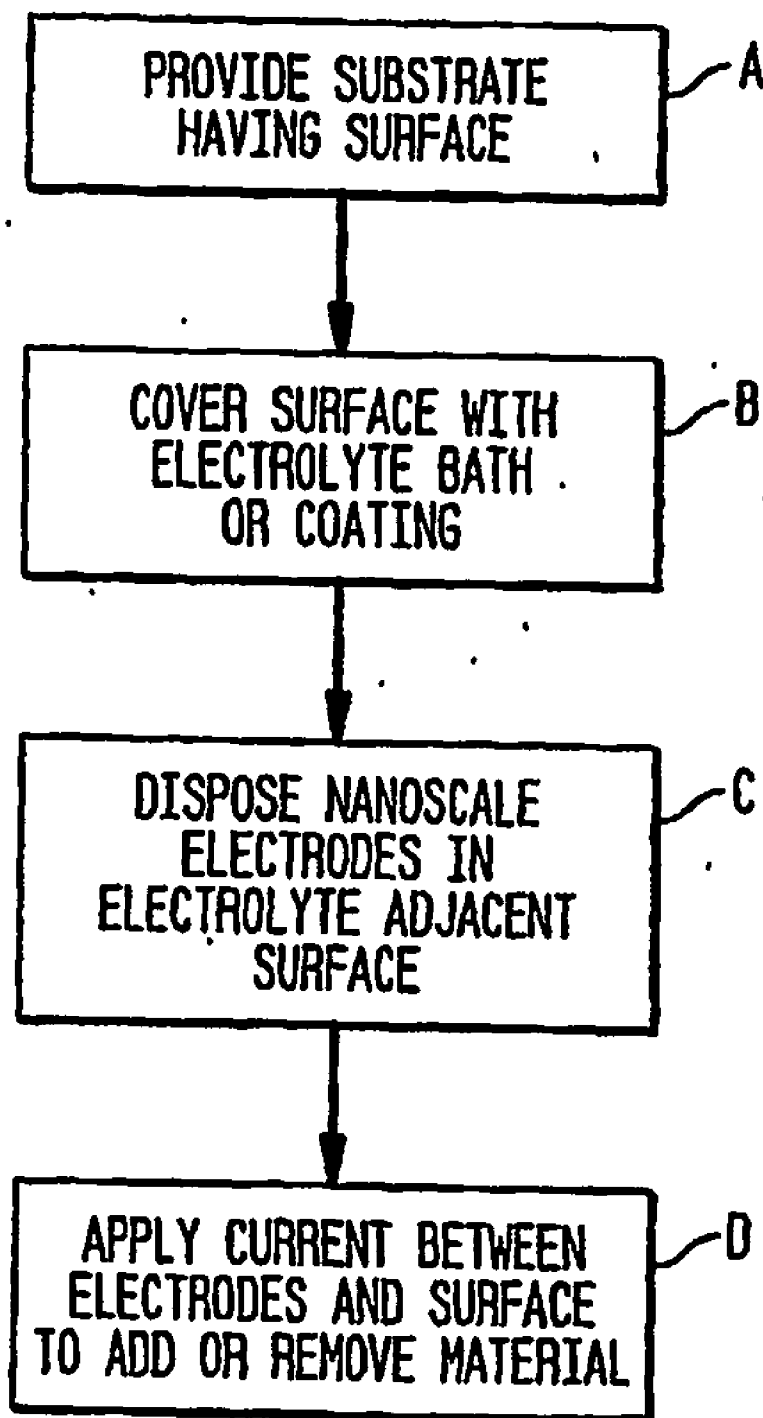 PROVIDE SUBSTRATE
HAVING SURFACE
A
COVER SURFACE WITH
ELECTROLYTE BATH
OR COATING
B
DISPOSE NANOSCALE
ELECTRODES IN
ELECTROLYTE ADJACENT
SURFACE
C
APPLY CURRENT BETWEEN
ELECTRODES AND SURFACE
TO ADD OR REMOVE MATERIAL
D